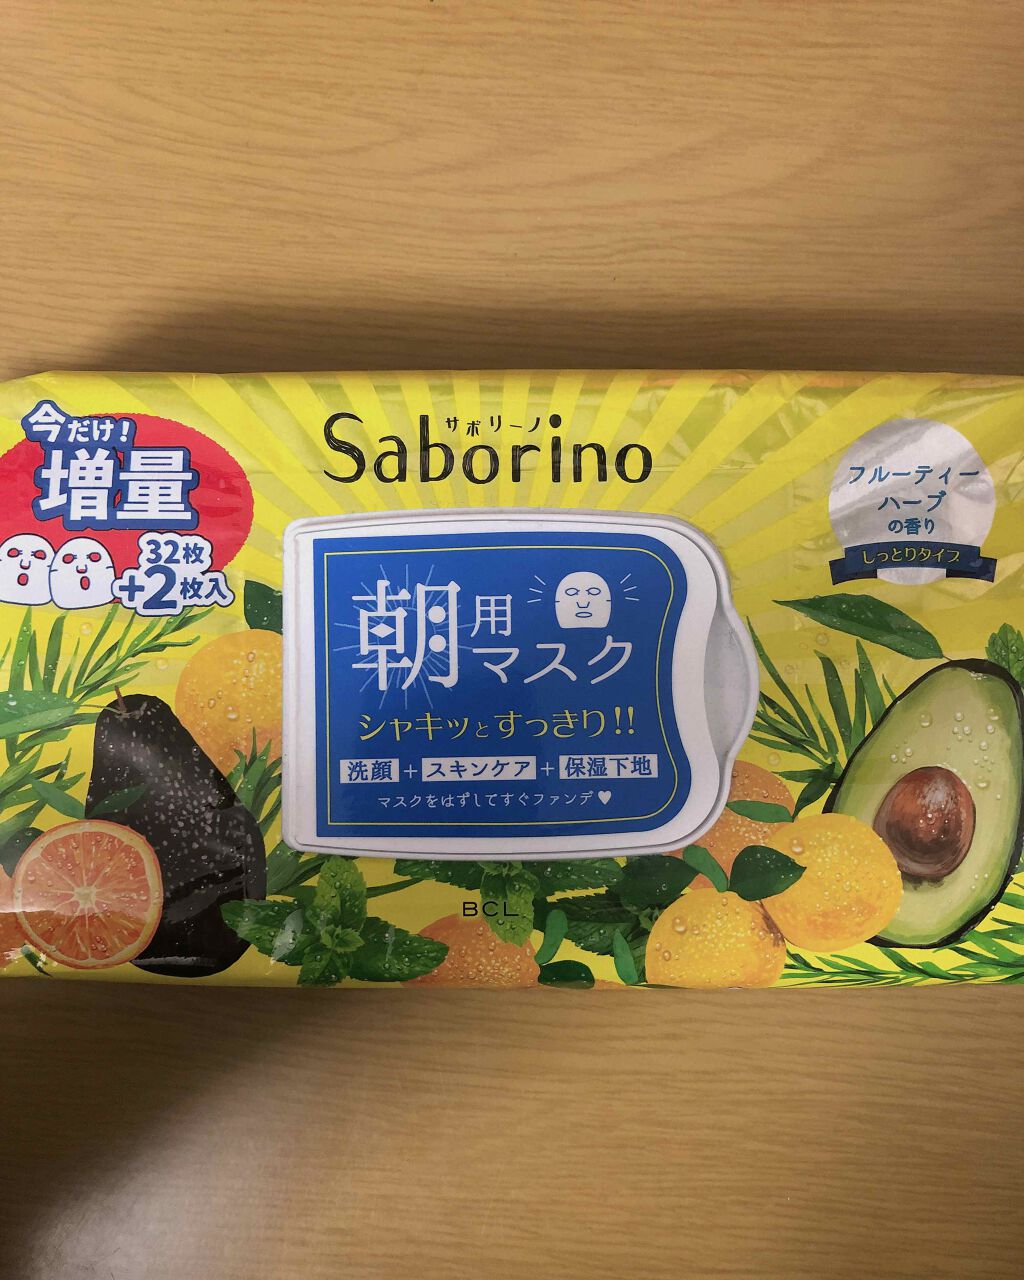 今だけ!
増量
32枚
+2枚入
サボリーノ
Saborino
フルーティー
ハーブ
の香り
しっとりタイプ
朝用
マスク
シャキッとすっきり!!
洗顔+スキンケア+保湿下地
マスクをはずしてすぐファンデ♥
BCL